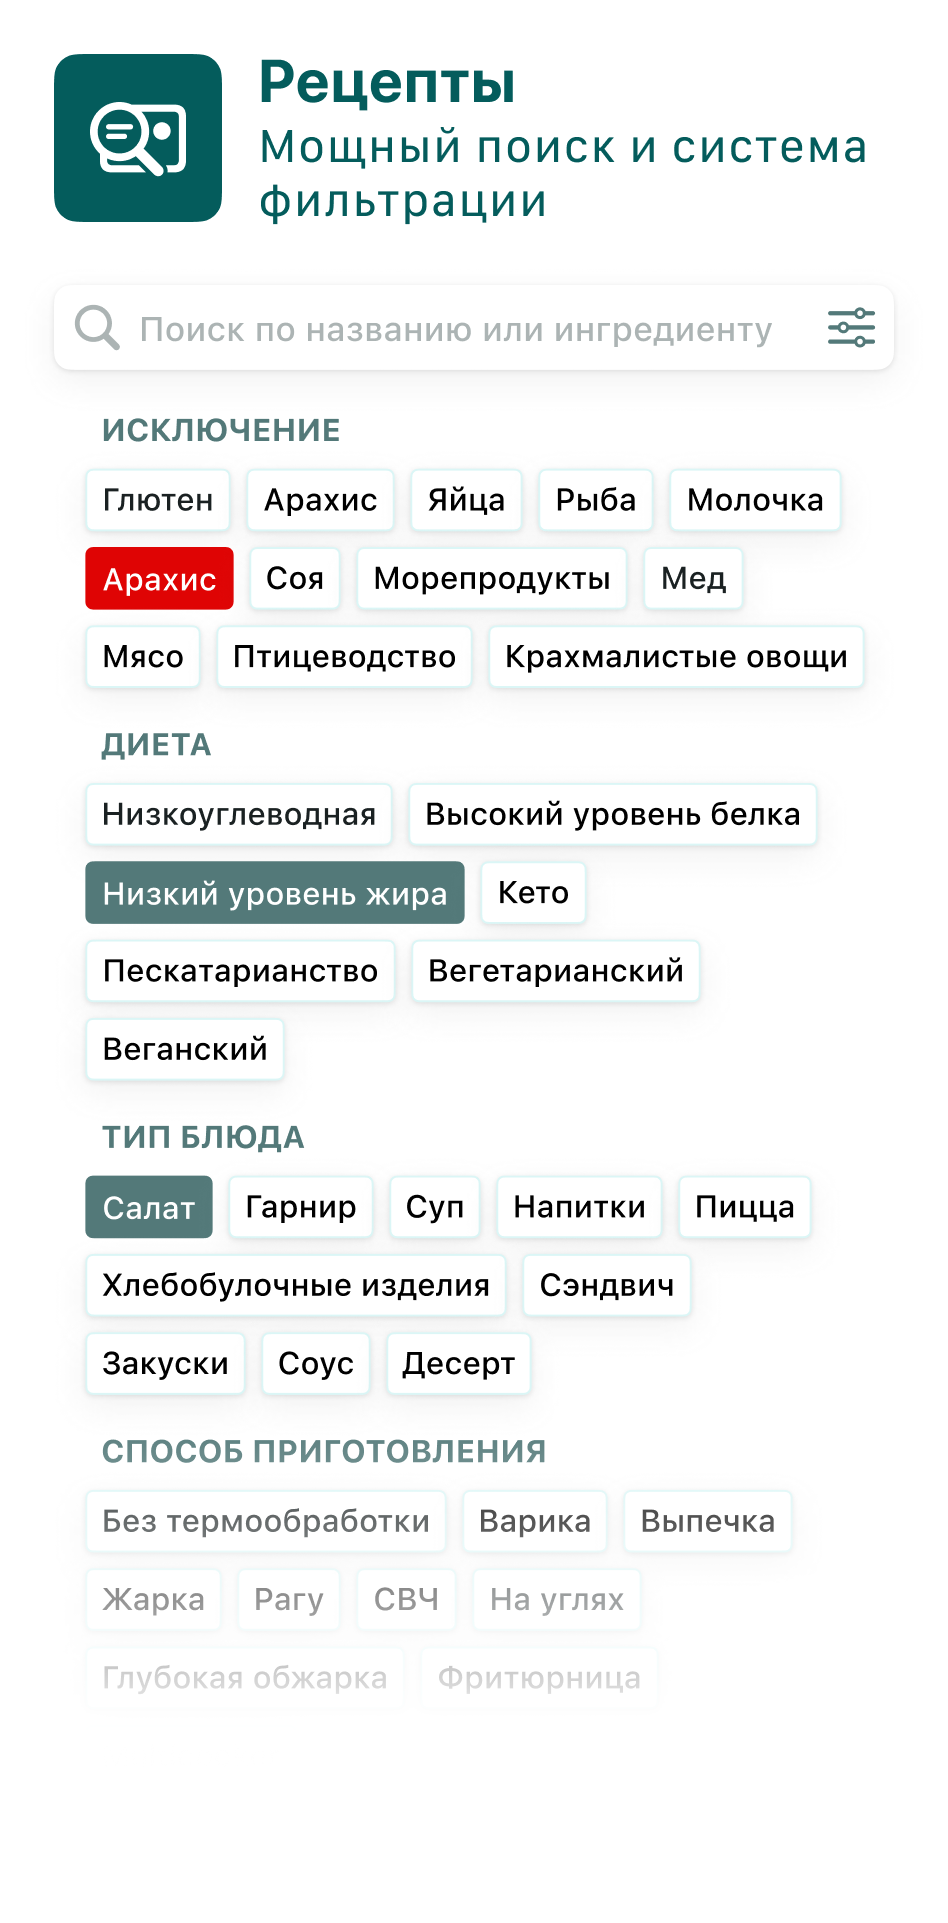 Рецепты
Мощный поиск и система
фильтрации
Поиск по названию или ингредиенту
ИСКЛЮЧЕНИЕ
Глютен Арахис Яйца Рыба Молочка
Арахис Соя Морепродукты Мед
Мясо Птицеводство Крахмалистые овощи
ДИЕТА
Низкоуглеводная Высокий уровень белка
Низкий уровень жира Кето
Пескатарианство Вегетарианский
Веганский
ТИП БЛЮДА
Салат Гарнир Суп Напитки Пицца
Хлебобулочные изделия Сэндвич
Закуски Соус Десерт
СПОСОБ ПРИГОТОВЛЕНИЯ
Без термообработки Варика Выпечка
Жарка Рагу СВЧ На углях
Глубокая обжарка Фритюрница